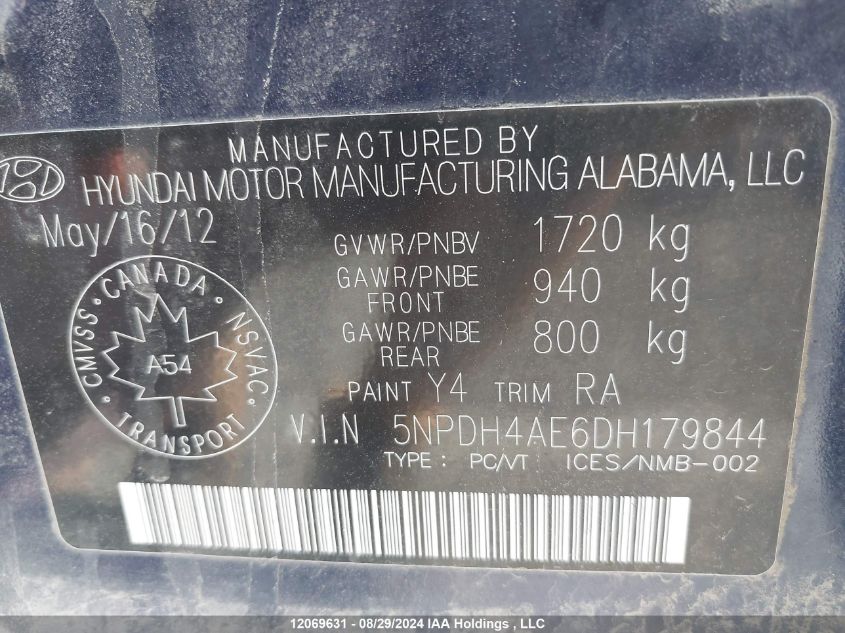 MANUFACTURED BY
HYUNDAI MOTOR MANUFACTURING ALABAMA, LLC
May/16/12
GVWR/PNBV 1720 kg
GAWR/PNBE FRONT 940 kg
GAWR/PNBE REAR 800 kg
CMVSS • CANADA • NSVAC • TRANSPORT •
A54
PAINT Y4 TRIM RA
V.I.N 5NPDH4AE6DH179844
TYPE : PC/VT ICES/NMB-002
12069631 - 08/29/2024 IAA Holdings , LLC